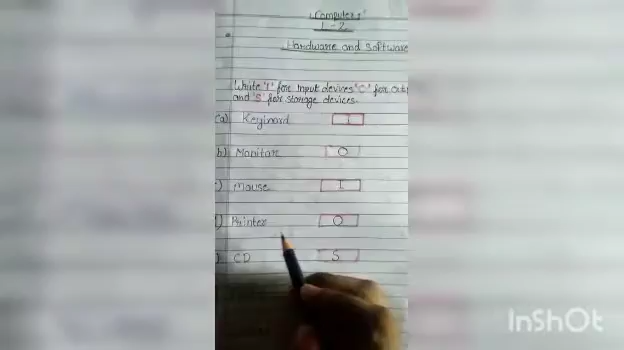 Computer
L-2
Hardware and Software
Write "I" for input devices "O" for Out
and "S" for storage devices.
(a) Keyboard I
b) Monitor O
) Mouse I
d) Printer O
) CD S
InShOt